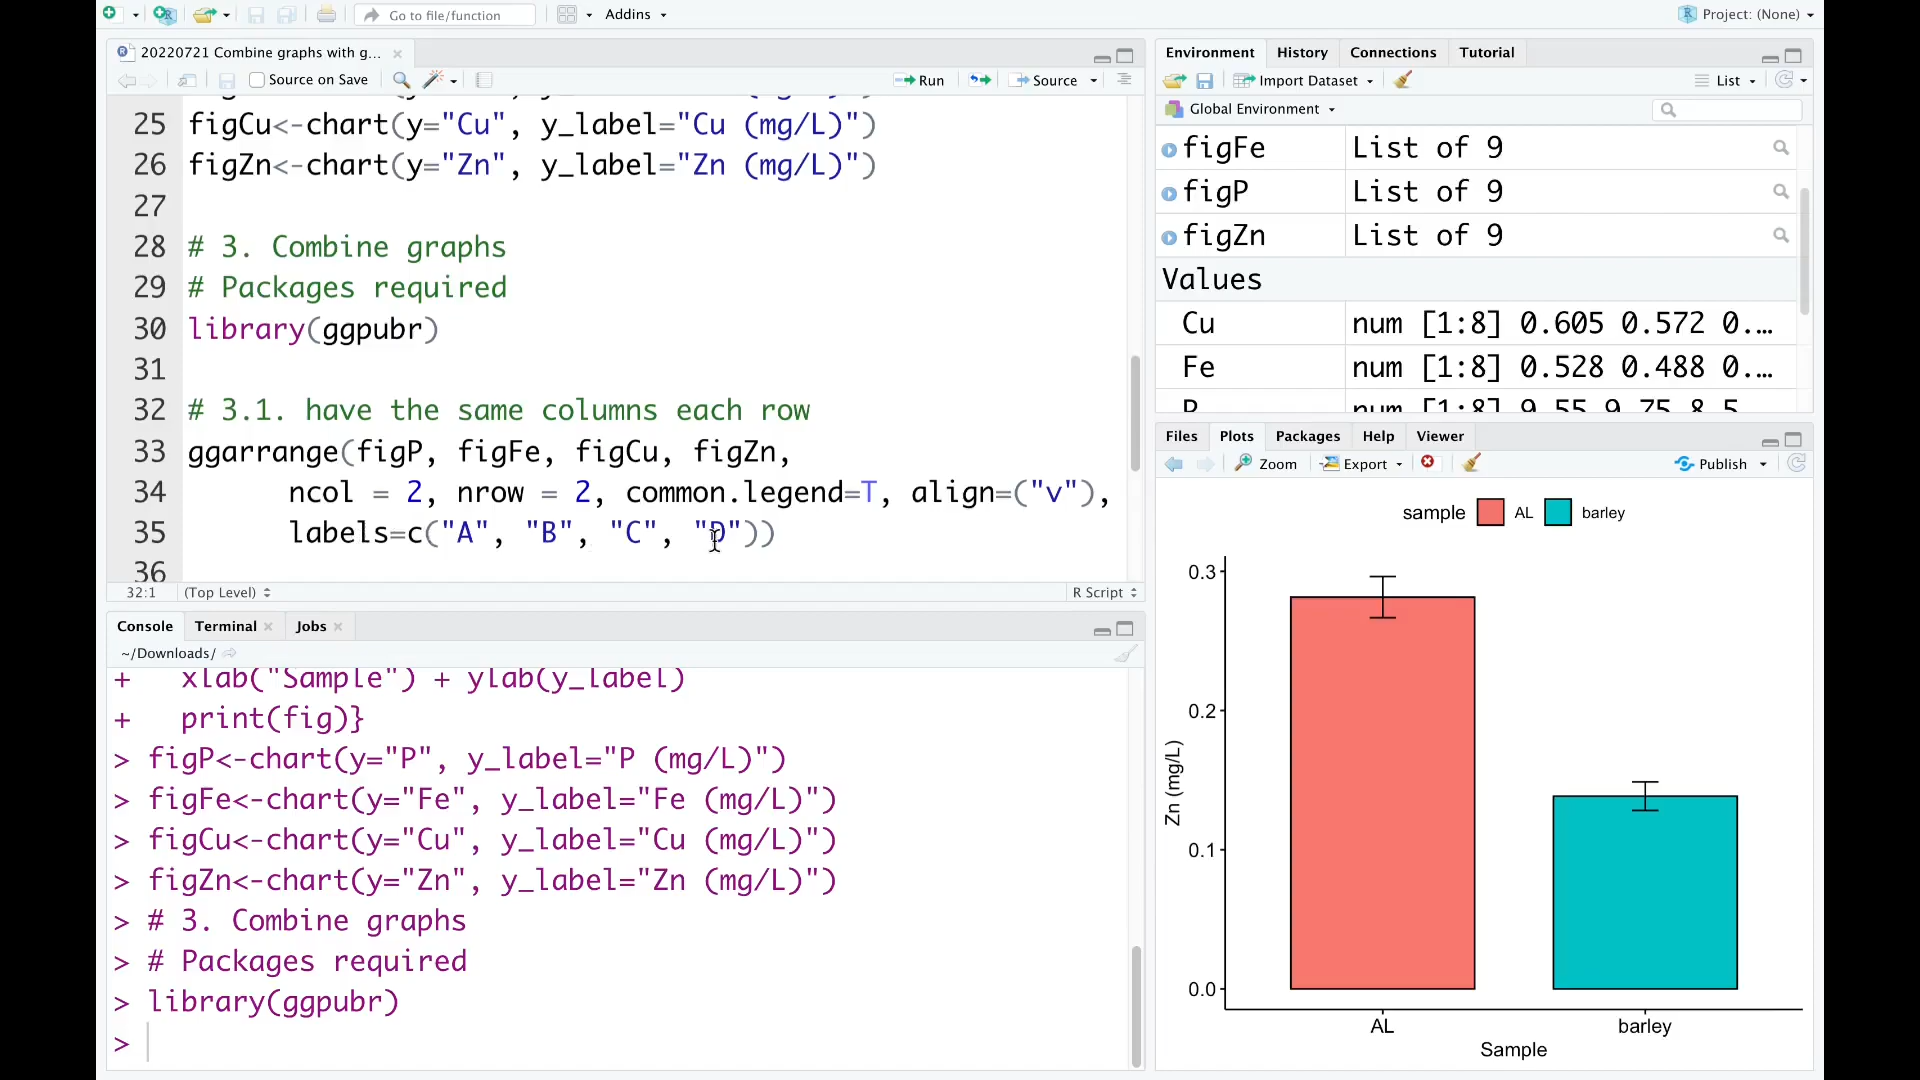 Go to file/function
Addins
Project: (None)
20220721 Combine graphs with g...
Source on Save
Run
Source
25 figCu<-chart(y="Cu", y_label="Cu (mg/L)")
26 figZn<-chart(y="Zn", y_label="Zn (mg/L)")
27
28 # 3. Combine graphs
29 # Packages required
30 library(ggpubr)
31
32 # 3.1. have the same columns each row
33 ggarrange(figP, figFe, figCu, figZn,
34 ncol = 2, nrow = 2, common.legend=T, align=("v"),
35 labels=c("A", "B", "C", "D"))
36
32:1 (Top Level) R Script
Console Terminal Jobs
~/Downloads/
+ xlab("Sample") + ylab(y_label)
+ print(fig)}
> figP<-chart(y="P", y_label="P (mg/L)")
> figFe<-chart(y="Fe", y_label="Fe (mg/L)")
> figCu<-chart(y="Cu", y_label="Cu (mg/L)")
> figZn<-chart(y="Zn", y_label="Zn (mg/L)")
> # 3. Combine graphs
> # Packages required
> library(ggpubr)
>
Environment History Connections Tutorial
Import Dataset List
Global Environment
figFe List of 9
figP List of 9
figZn List of 9
Values
Cu num [1:8] 0.605 0.572 0.…
Fe num [1:8] 0.528 0.488 0.…
P num [1:8] 9.55 9.75 8.5
Files Plots Packages Help Viewer
Zoom Export Publish
sample AL barley
0.3
0.2
0.1
0.0
Zn (mg/L)
AL barley
Sample